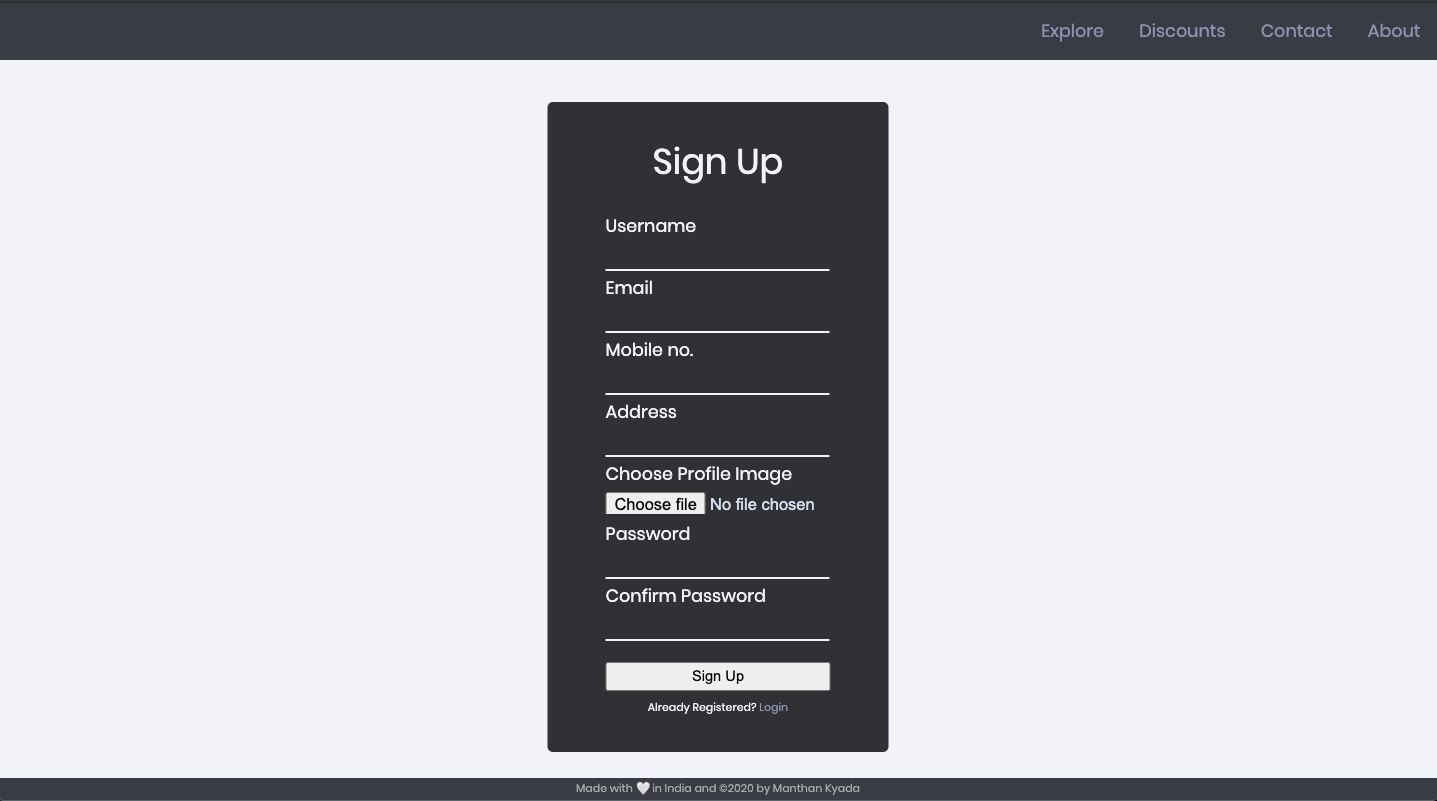 Explore Discounts Contact About
Sign Up
Username
Email
Mobile no.
Address
Choose Profile Image
Choose file No file chosen
Password
Confirm Password
Sign Up
Already Registered? Login
Made with 🤍 in India and ©2020 by Manthan Kyada